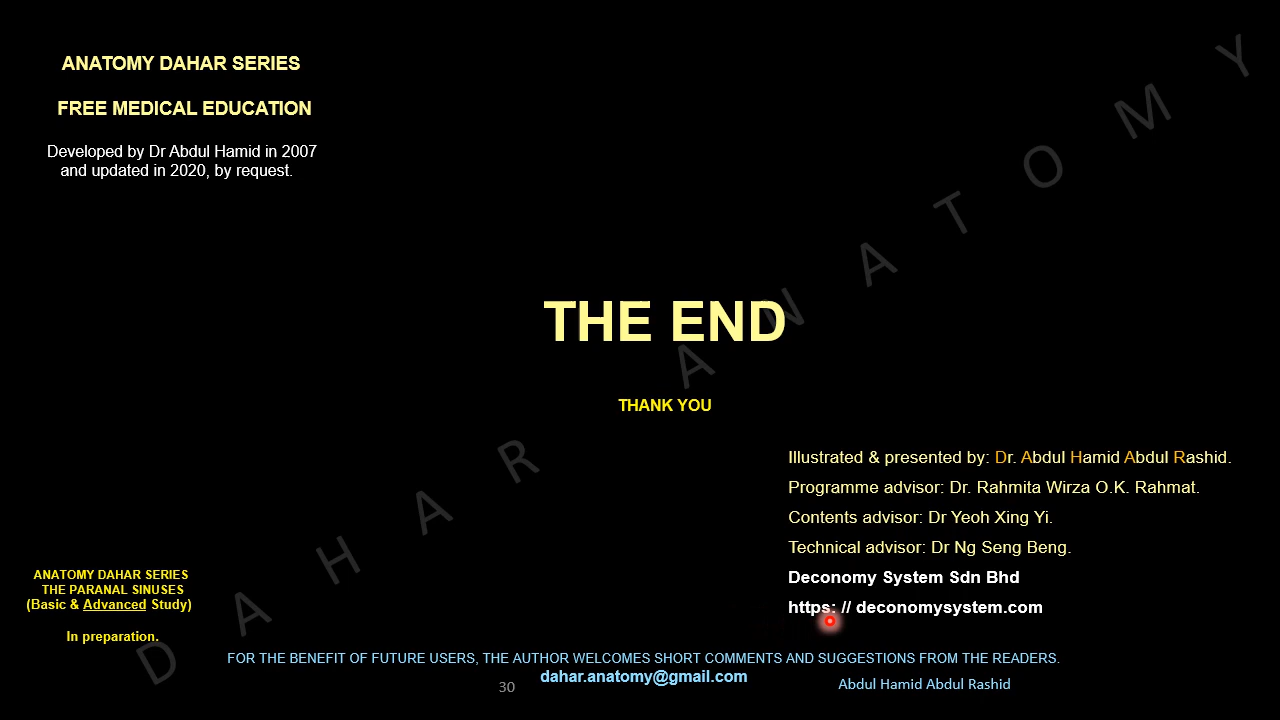 ANATOMY DAHAR SERIES
FREE MEDICAL EDUCATION
Developed by Dr Abdul Hamid in 2007
and updated in 2020, by request.
DAHAR ANATOMY
THE END
THANK YOU
Illustrated & presented by: Dr. Abdul Hamid Abdul Rashid.
Programme advisor: Dr. Rahmita Wirza O.K. Rahmat.
Contents advisor: Dr Yeoh Xing Yi.
Technical advisor: Dr Ng Seng Beng.
Deconomy System Sdn Bhd
https: // deconomysystem.com
ANATOMY DAHAR SERIES
THE PARANAL SINUSES
(Basic & Advanced Study)
In preparation.
FOR THE BENEFIT OF FUTURE USERS, THE AUTHOR WELCOMES SHORT COMMENTS AND SUGGESTIONS FROM THE READERS.
dahar.anatomy@gmail.com
30
Abdul Hamid Abdul Rashid